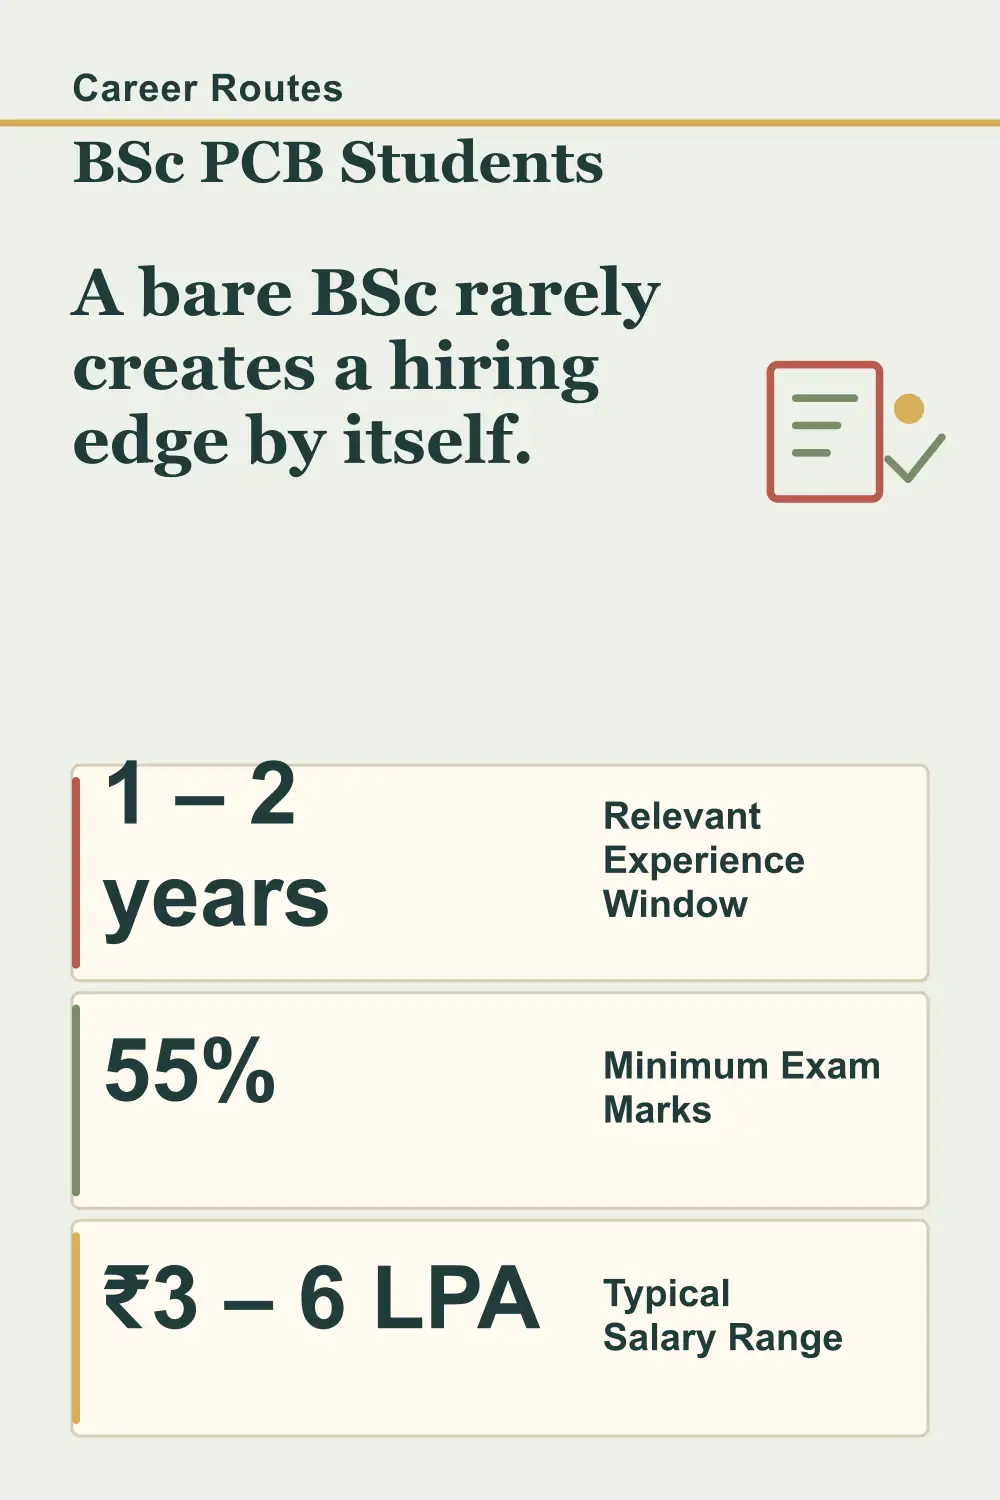 Career Routes
BSc PCB Students
A bare BSc rarely
creates a hiring
edge by itself.
1 – 2
years
Relevant
Experience
Window
55%
Minimum Exam
Marks
₹3 – 6 LPA
Typical
Salary Range